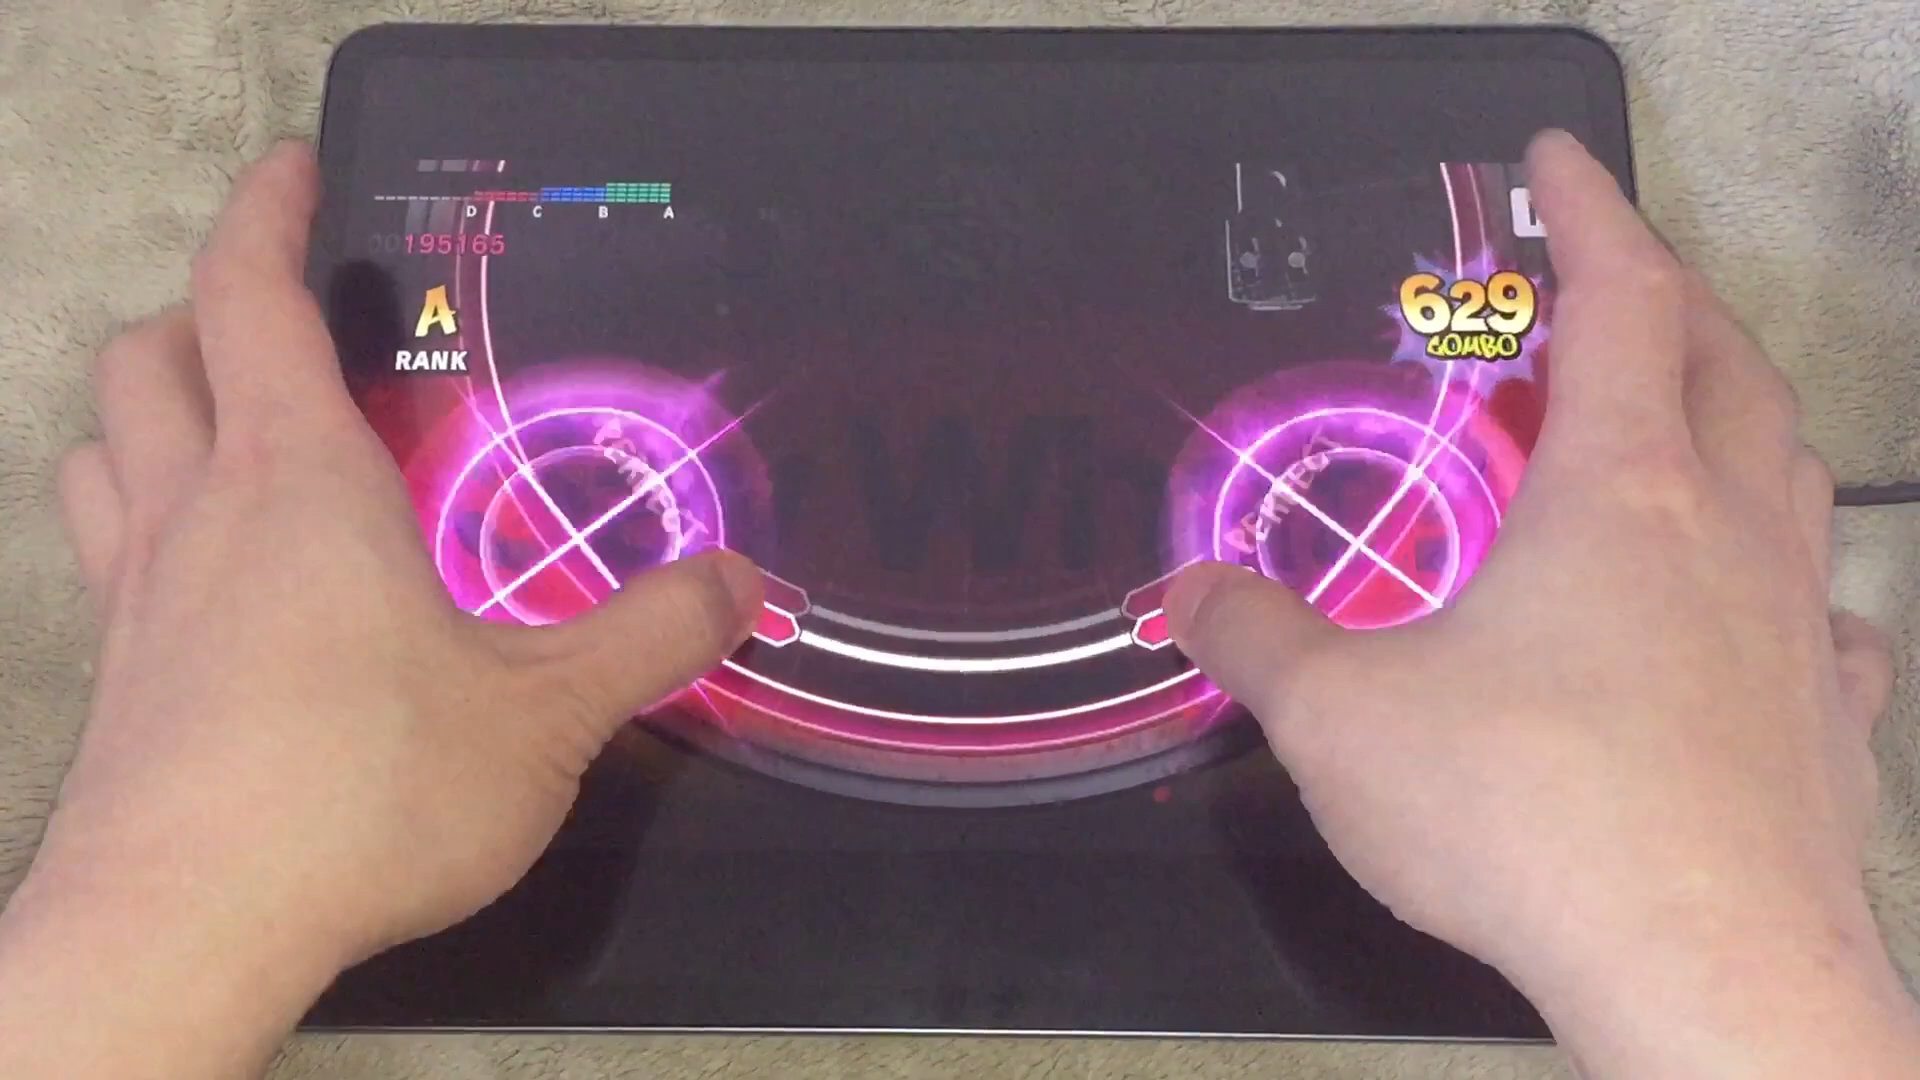 D C B A
00195165
A
RANK
629
COMBO
PERFECT
PERFECT